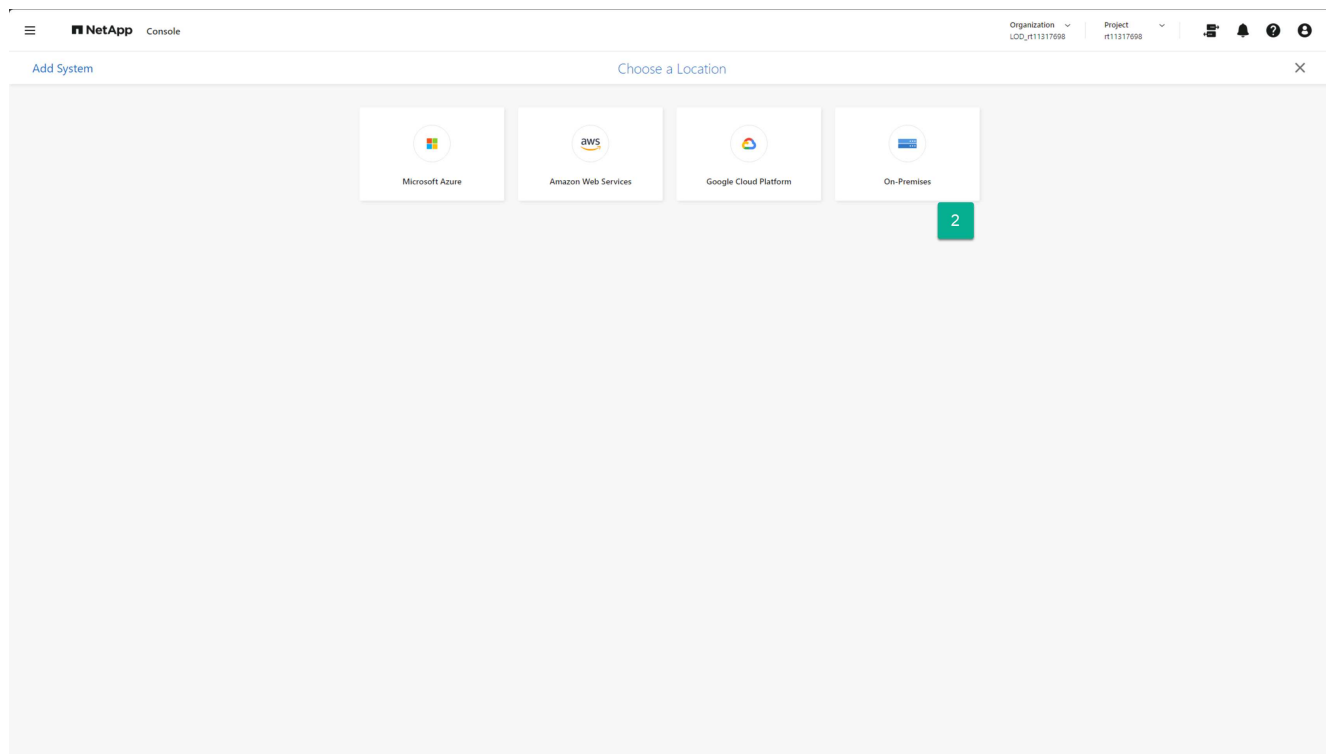 NetApp Console
Organization
LOD_rt11317698
Project
rt11317698
Add System
Choose a Location
Microsoft Azure
aws
Amazon Web Services
Google Cloud Platform
On-Premises
2